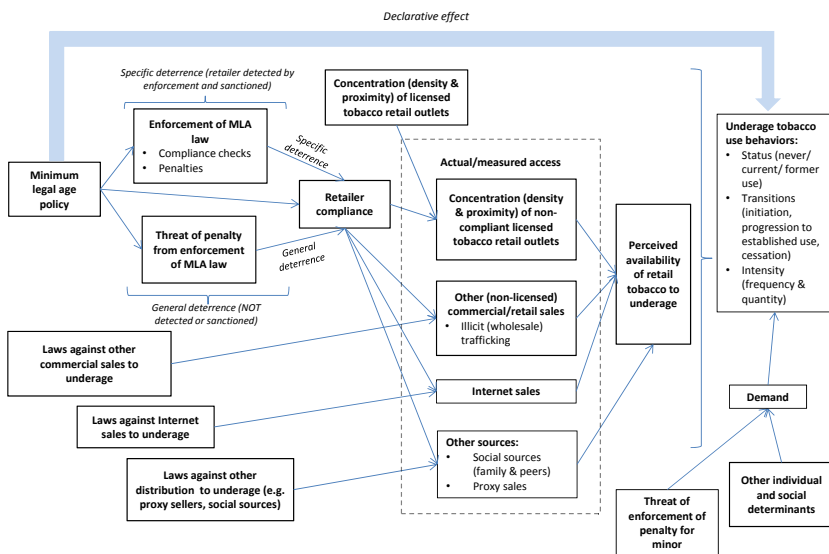 Declarative effect
Specific deterrence (retailer detected by
enforcement and sanctioned)
Concentration (density &
proximity) of licensed
tobacco retail outlets
Enforcement of MLA
law
• Compliance checks
• Penalties
Specific
deterrence
Underage tobacco
use behaviors:
• Status (never/
current/ former
use)
• Transitions
(initiation,
progression to
established use,
cessation)
• Intensity
(frequency &
quantity)
Actual/measured access
Minimum
legal age
policy
Retailer
compliance
Concentration (density
& proximity) of non-
compliant licensed
tobacco retail outlets
Threat of penalty
from enforcement
of MLA law
General
deterrence
Perceived
availability
of retail
tobacco to
underage
General deterrence (NOT
detected or sanctioned)
Other (non-licensed)
commercial/retail sales
• Illicit (wholesale)
trafficking
Laws against other
commercial sales to
underage
Internet sales
Demand
Laws against Internet
sales to underage
Other sources:
• Social sources
(family & peers)
• Proxy sales
Laws against other
distribution to underage (e.g.
proxy sellers, social sources)
Threat of
enforcement of
penalty for
minor
Other individual
and social
determinants